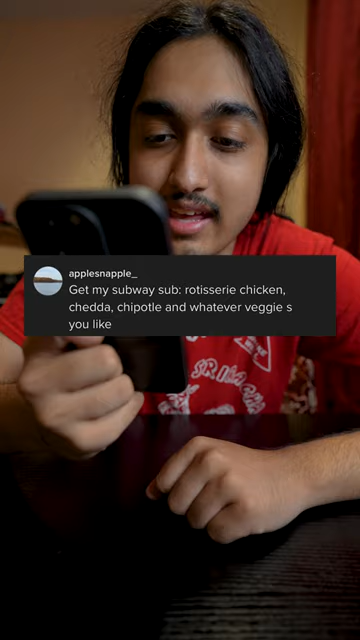 applesnapple_
Get my subway sub: rotisserie chicken,
chedda, chipotle and whatever veggie s
you like